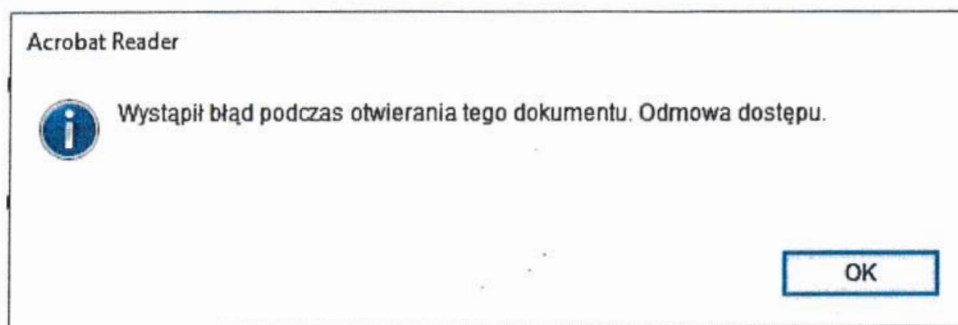 Acrobat Reader
Wystąpił błąd podczas otwierania tego dokumentu. Odmowa dostępu.
OK